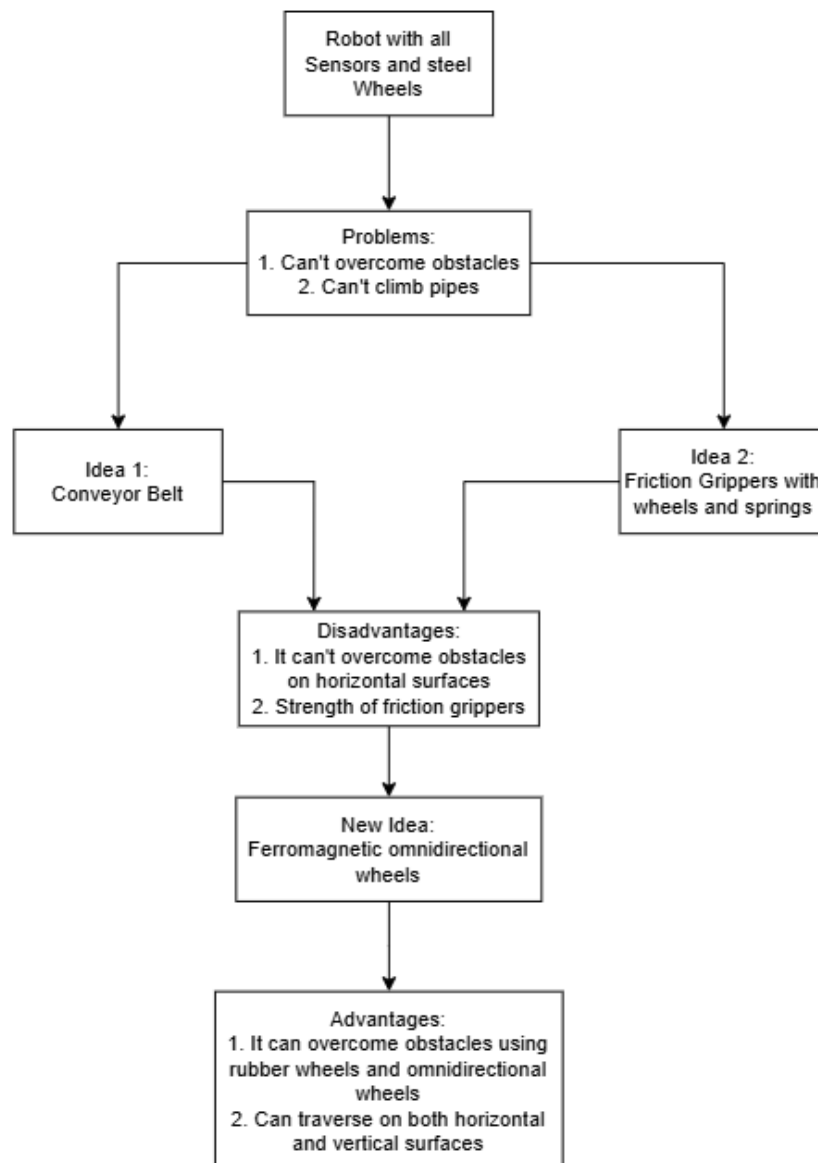 Robot with all
Sensors and steel
Wheels
Problems:
1. Can't overcome obstacles
2. Can't climb pipes
Idea 1:
Conveyor Belt
Idea 2:
Friction Grippers with
wheels and springs
Disadvantages:
1. It can't overcome obstacles
on horizontal surfaces
2. Strength of friction grippers
New Idea:
Ferromagnetic omnidirectional
wheels
Advantages:
1. It can overcome obstacles using
rubber wheels and omnidirectional
wheels
2. Can traverse on both horizontal
and vertical surfaces